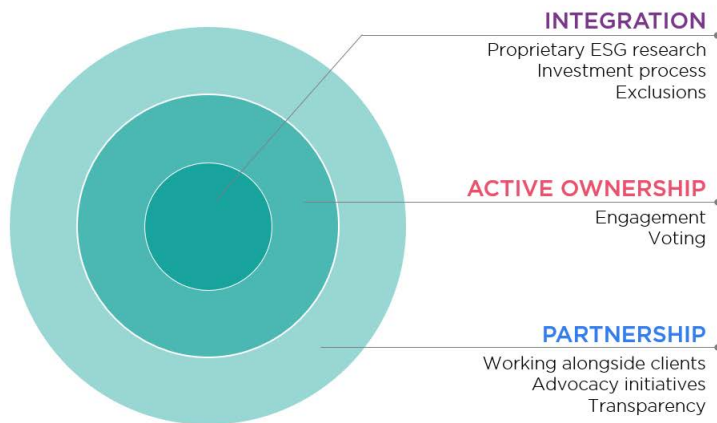 INTEGRATION
Proprietary ESG research
Investment process
Exclusions
ACTIVE OWNERSHIP
Engagement
Voting
PARTNERSHIP
Working alongside clients
Advocacy initiatives
Transparency